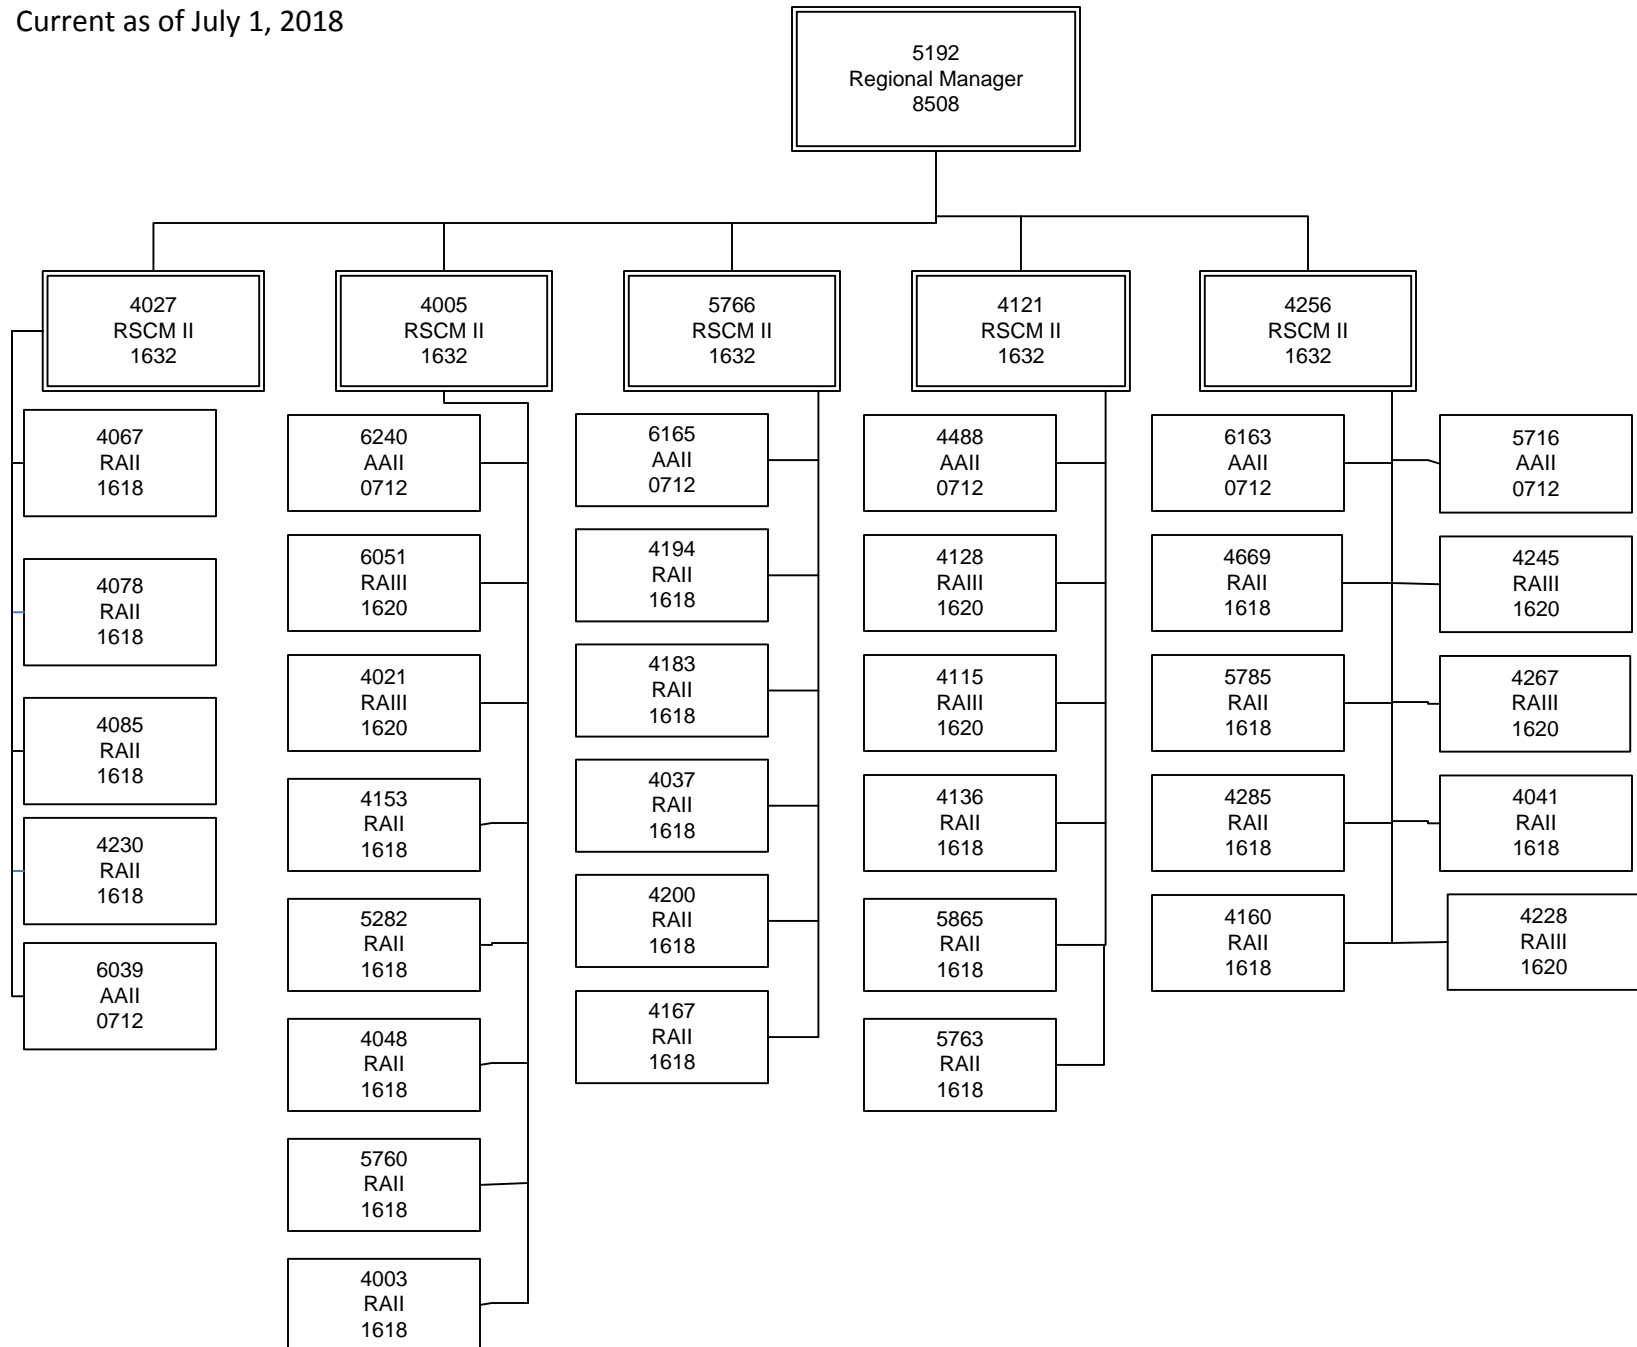 Current as of July 1, 2018
5192
Regional Manager
8508
4027
RSCM II
1632
4005
RSCM II
1632
5766
RSCM II
1632
4121
RSCM II
1632
4256
RSCM II
1632
4067
RAII
1618
4078
RAII
1618
4085
RAII
1618
4230
RAII
1618
6039
AAII
0712
6240
AAII
0712
6051
RAIII
1620
4021
RAIII
1620
4153
RAII
1618
5282
RAII
1618
4048
RAII
1618
5760
RAII
1618
4003
RAII
1618
6165
AAII
0712
4194
RAII
1618
4183
RAII
1618
4037
RAII
1618
4200
RAII
1618
4167
RAII
1618
4488
AAII
0712
4128
RAIII
1620
4115
RAIII
1620
4136
RAII
1618
5865
RAII
1618
5763
RAII
1618
6163
AAII
0712
4669
RAII
1618
5785
RAII
1618
4285
RAII
1618
4160
RAII
1618
5716
AAII
0712
4245
RAIII
1620
4267
RAIII
1620
4041
RAII
1618
4228
RAIII
1620